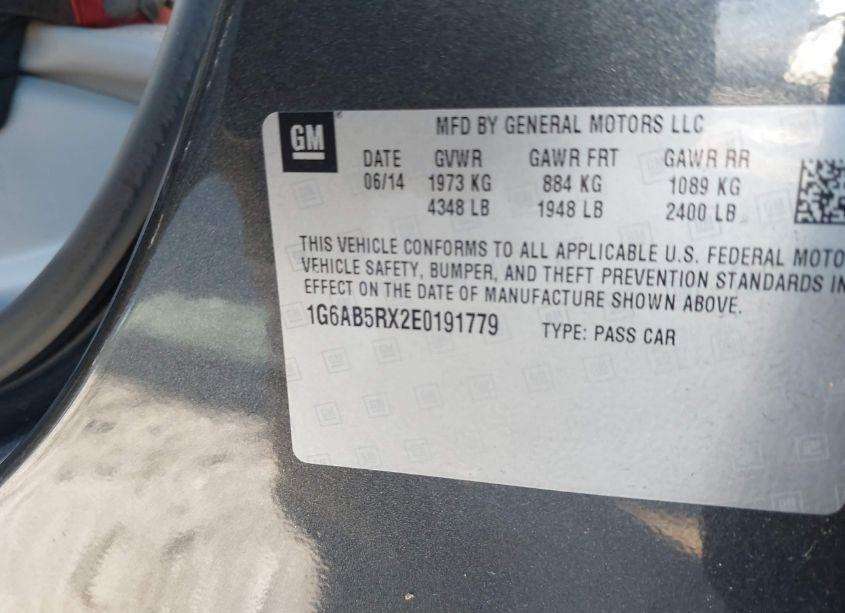 GM
MFD BY GENERAL MOTORS LLC
DATE GVWR GAWR FRT GAWR RR
06/14 1973 KG 884 KG 1089 KG
4348 LB 1948 LB 2400 LB
THIS VEHICLE CONFORMS TO ALL APPLICABLE U.S. FEDERAL MOTO
VEHICLE SAFETY, BUMPER, AND THEFT PREVENTION STANDARDS IN
EFFECT ON THE DATE OF MANUFACTURE SHOWN ABOVE.
1G6AB5RX2E0191779 TYPE: PASS CAR